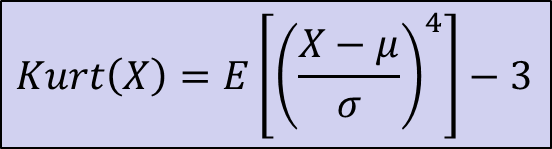 Kurt(X) = E[((X − μ)/σ)^4] − 3